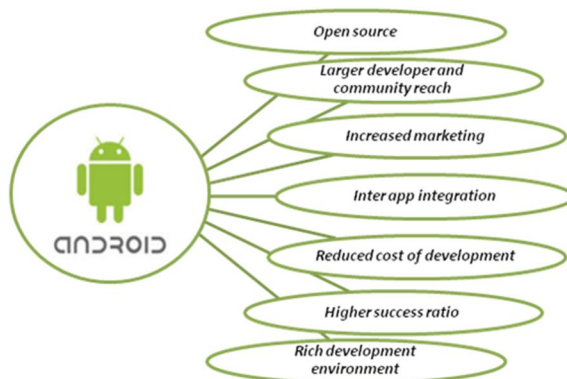 Open source
Larger developer and
community reach
Increased marketing
Inter app integration
Reduced cost of development
Higher success ratio
Rich development
environment
ANDROID